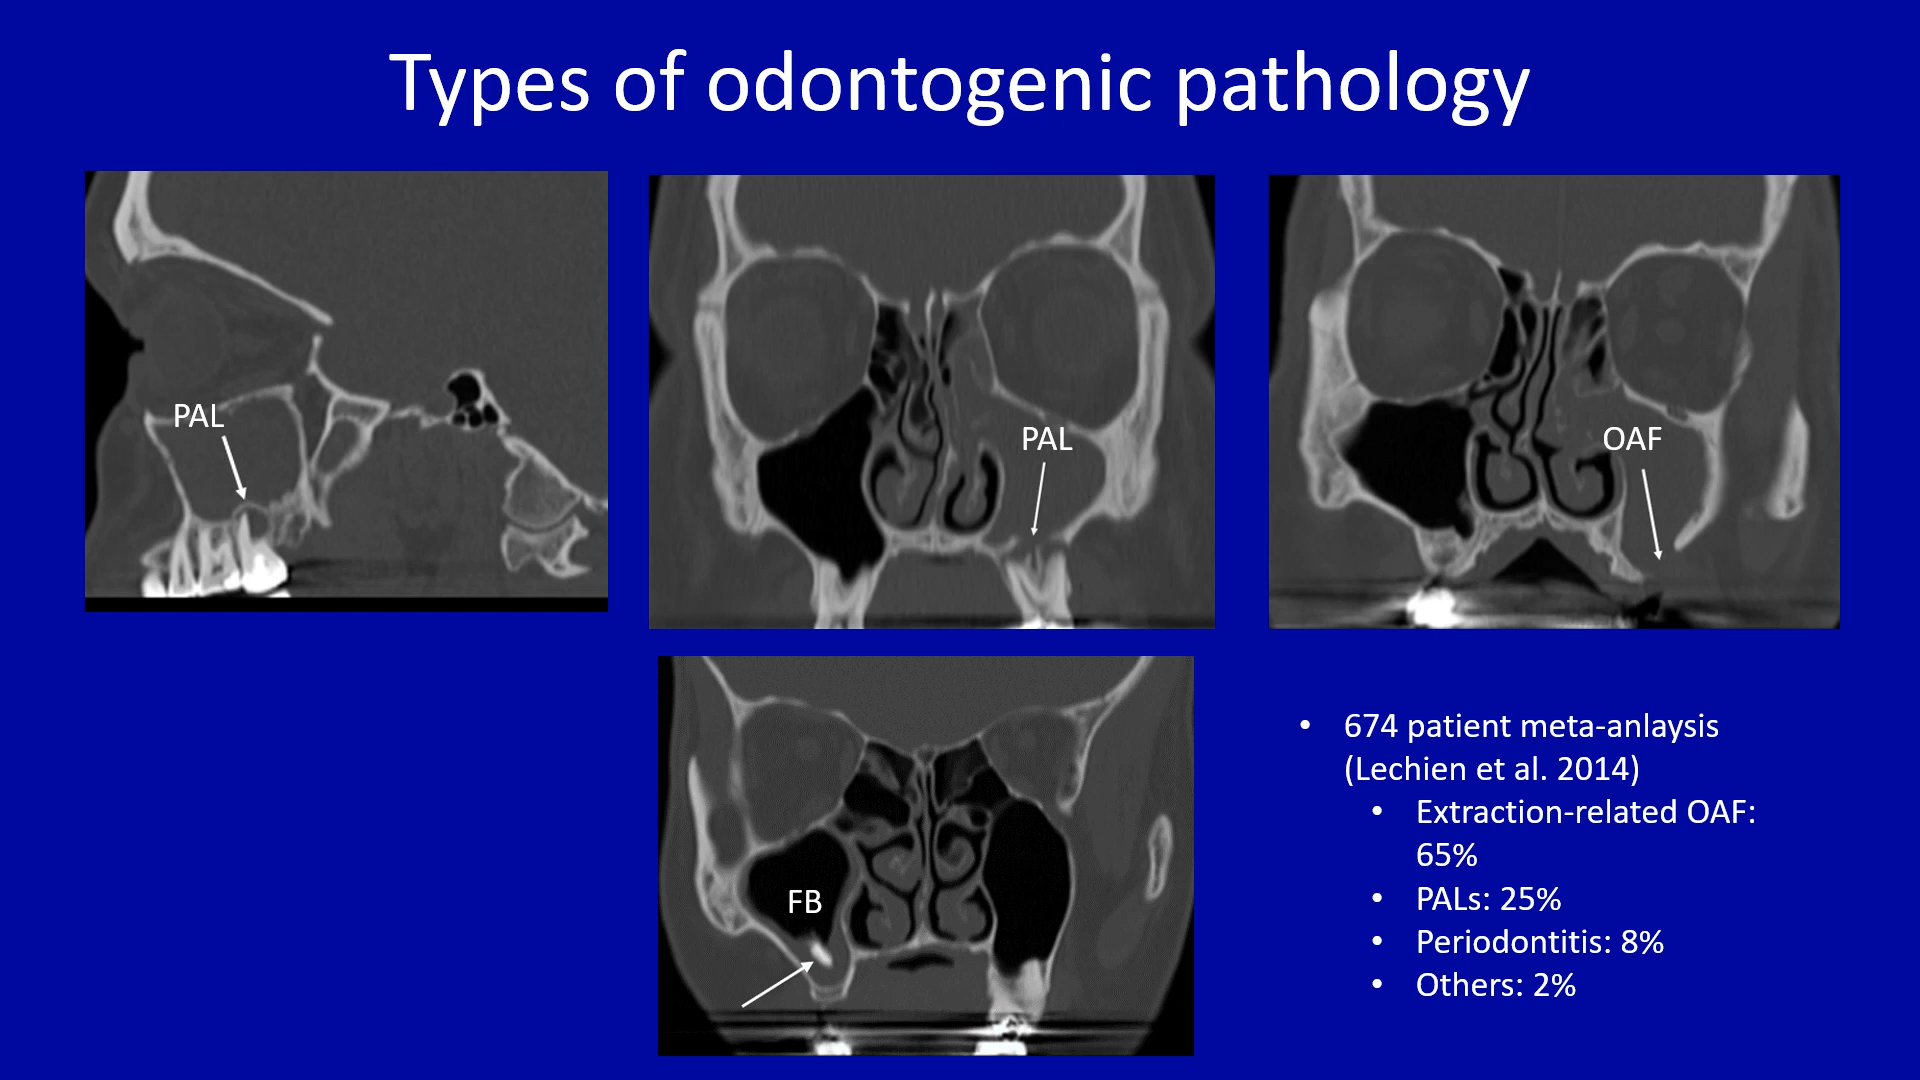 Types of odontogenic pathology
PAL
PAL
OAF
FB
• 674 patient meta-anlaysis
(Lechien et al. 2014)
• Extraction-related OAF:
65%
• PALs: 25%
• Periodontitis: 8%
• Others: 2%